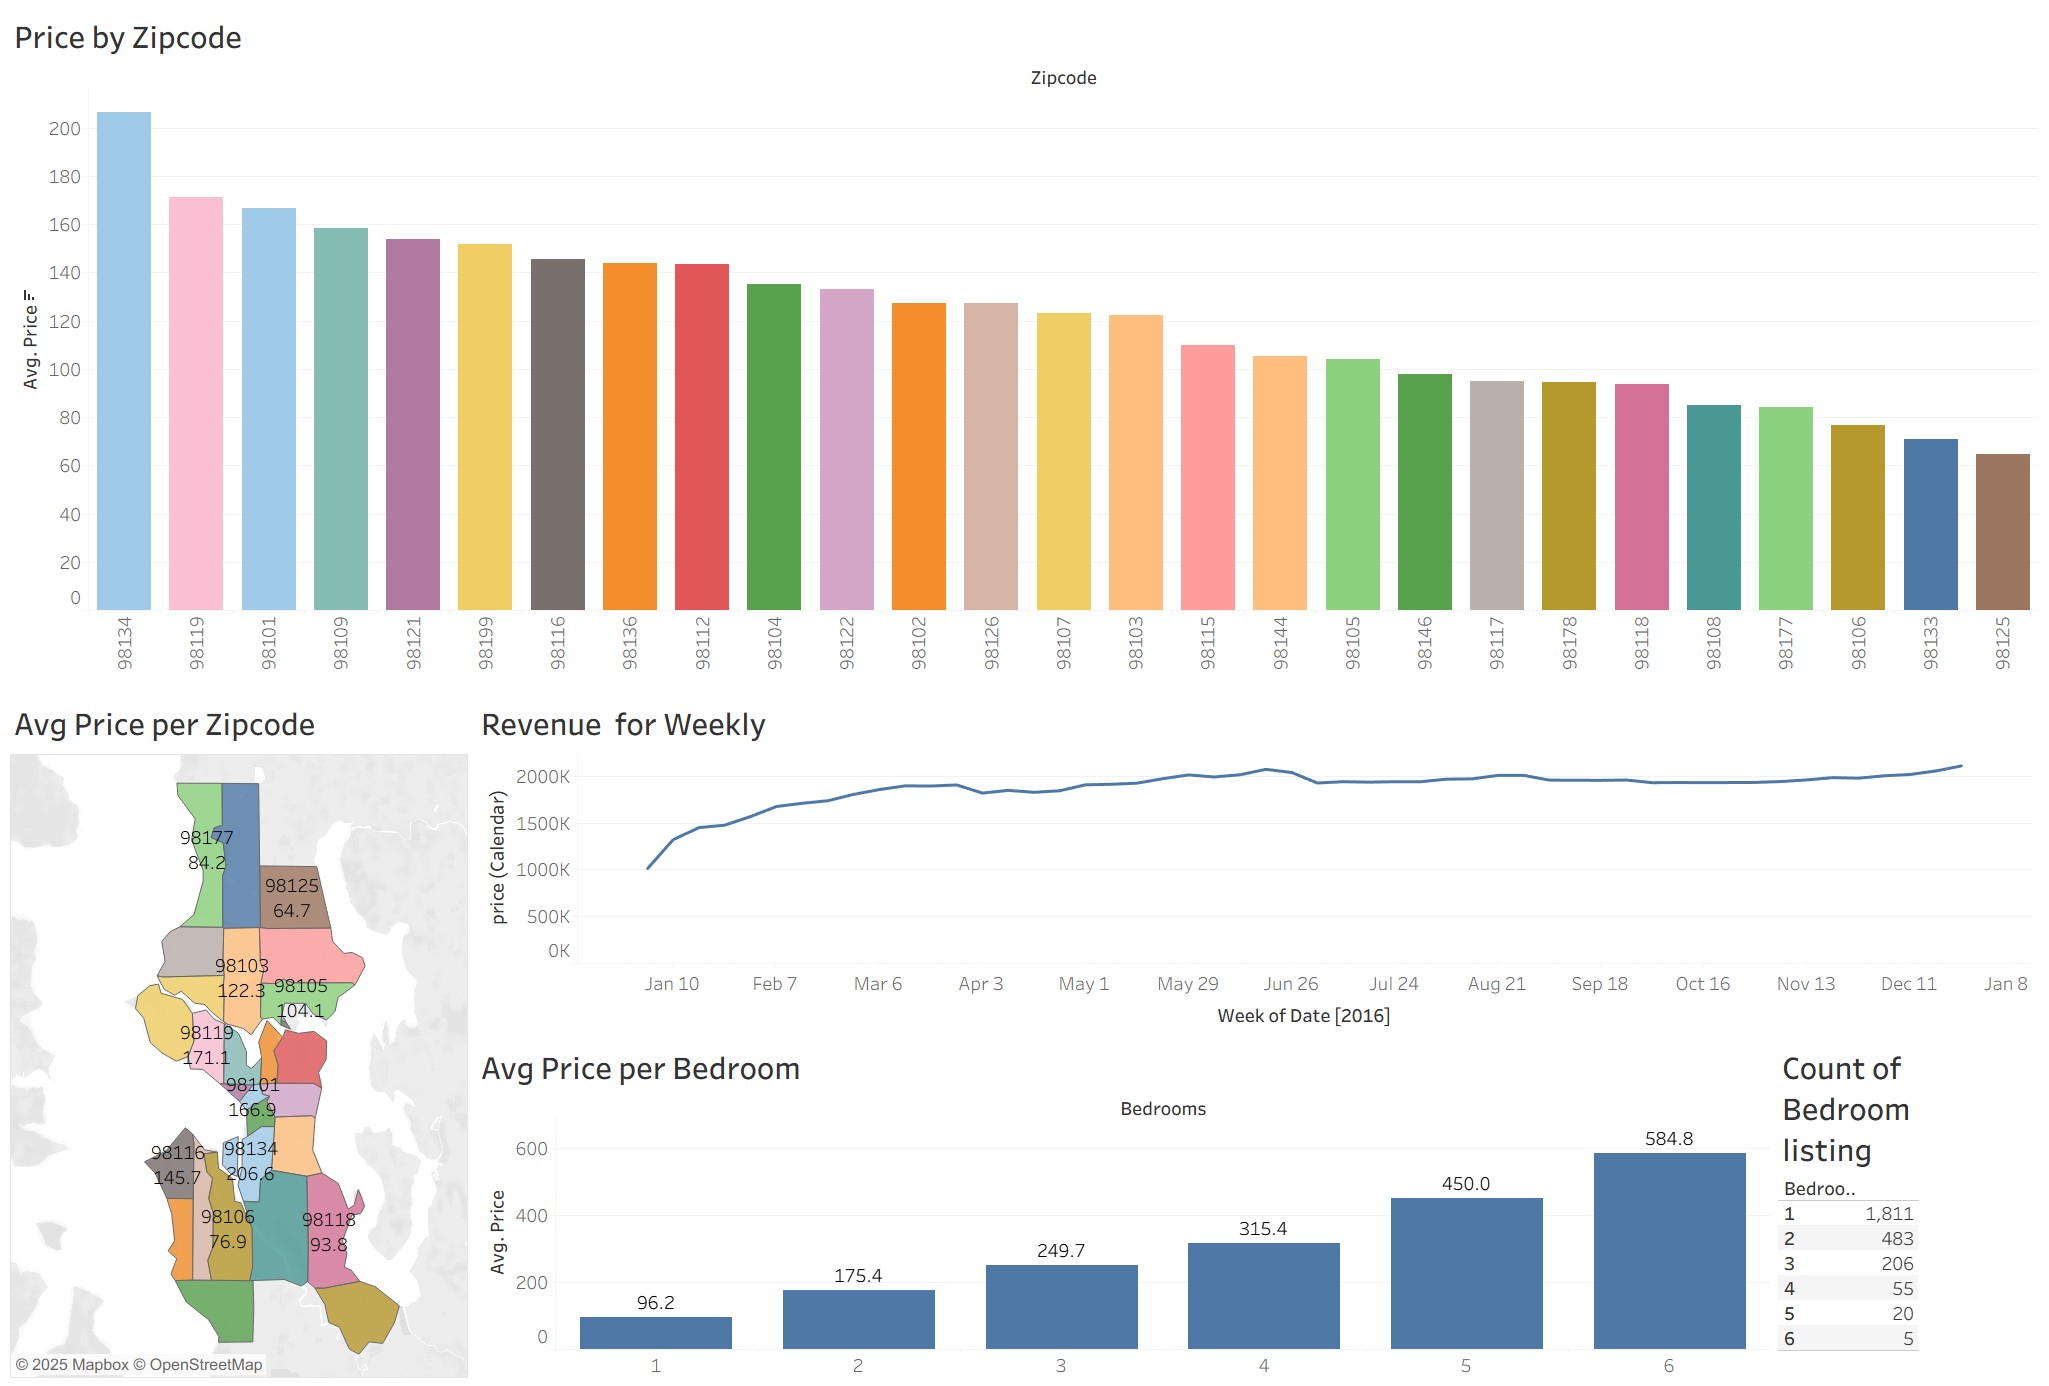 Price by Zipcode
Zipcode
Avg. Price
200
180
160
140
120
100
80
60
40
20
0
98134 98119 98101 98109 98121 98199 98116 98136 98112 98104 98122 98102 98126 98107 98103 98115 98144 98105 98146 98117 98178 98118 98108 98177 98106 98133 98125
Avg Price per Zipcode
98177
84.2
98125
64.7
98103
122.3
98105
104.1
98119
171.1
98101
166.9
98116
145.7
98134
206.6
98106
76.9
98118
93.8
© 2025 Mapbox © OpenStreetMap
Revenue  for Weekly
price (Calendar)
2000K
1500K
1000K
500K
0K
Jan 10 Feb 7 Mar 6 Apr 3 May 1 May 29 Jun 26 Jul 24 Aug 21 Sep 18 Oct 16 Nov 13 Dec 11 Jan 8
Week of Date [2016]
Avg Price per Bedroom
Bedrooms
Avg. Price
600
400
200
0
96.2
175.4
249.7
315.4
450.0
584.8
1 2 3 4 5 6
Count of
Bedroom
listing
Bedroo..
1 1,811
2 483
3 206
4 55
5 20
6 5